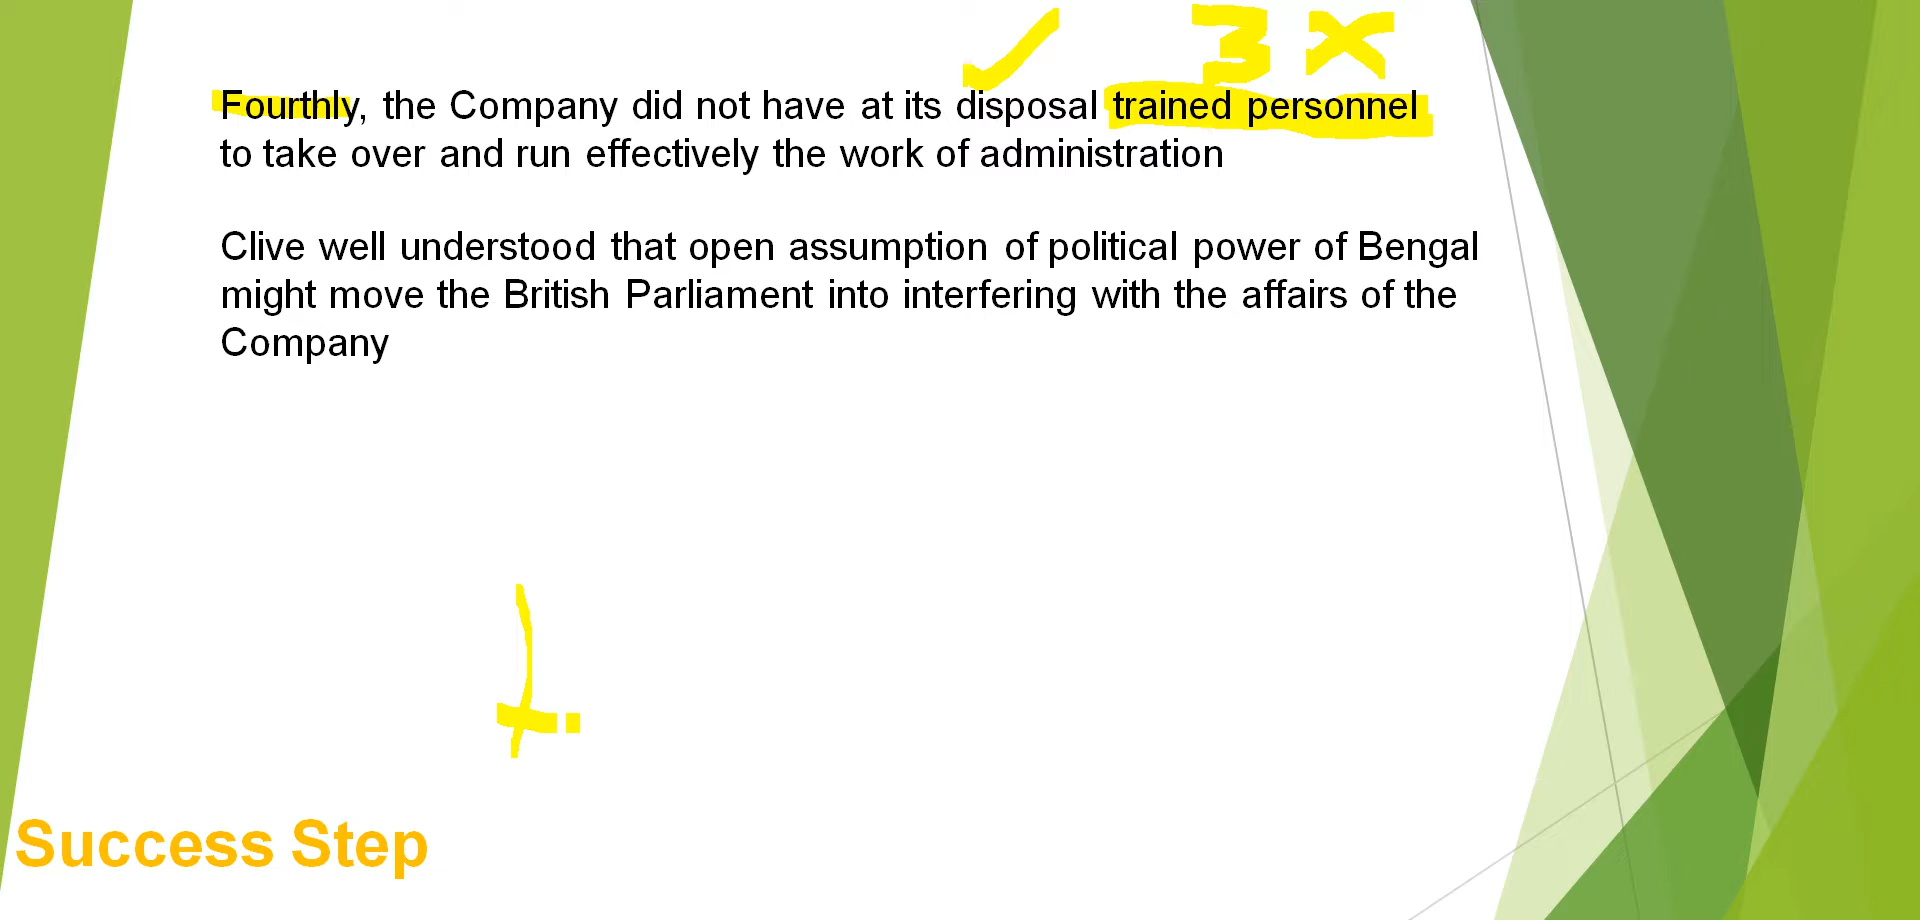 3 X
Fourthly, the Company did not have at its disposal trained personnel
to take over and run effectively the work of administration
Clive well understood that open assumption of political power of Bengal
might move the British Parliament into interfering with the affairs of the
Company
Success Step